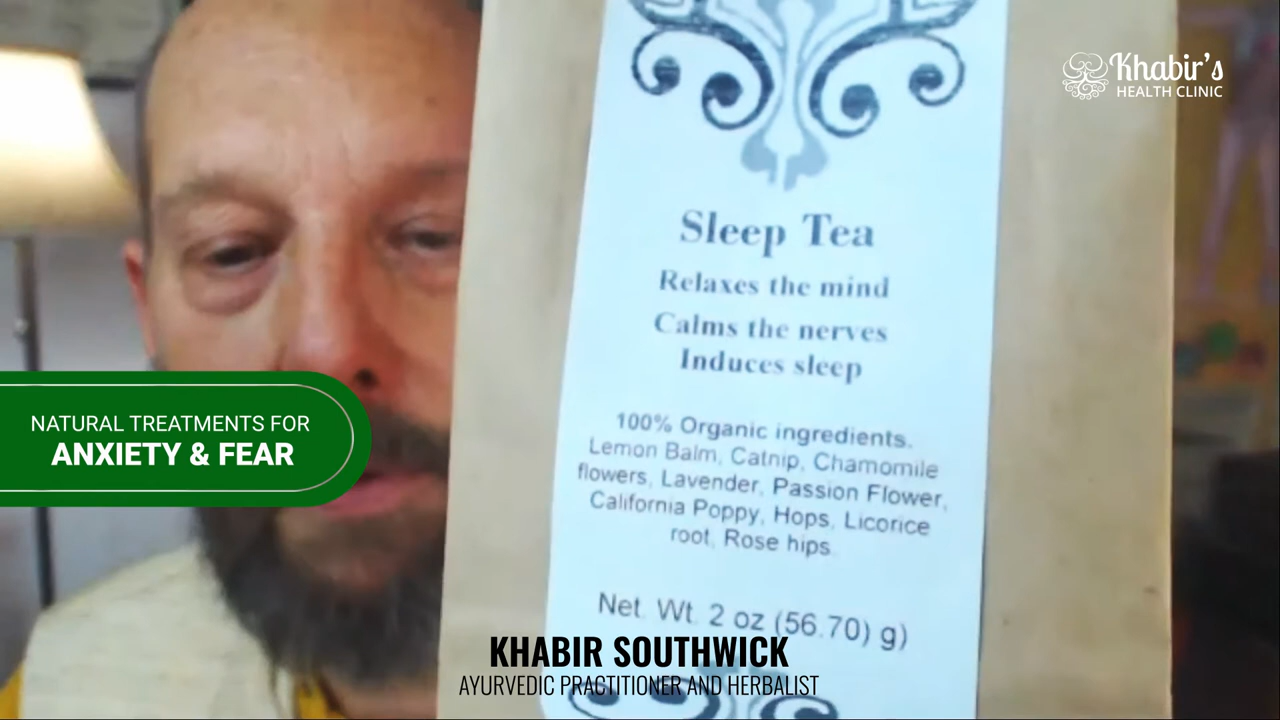 Khabir's
HEALTH CLINIC
Sleep Tea
Relaxes the mind
Calms the nerves
Induces sleep
100% Organic ingredients.
Lemon Balm, Catnip, Chamomile
flowers, Lavender, Passion Flower,
California Poppy, Hops, Licorice
root, Rose hips
Net. Wt. 2 oz (56.70) g)
NATURAL TREATMENTS FOR
ANXIETY & FEAR
KHABIR SOUTHWICK
AYURVEDIC PRACTITIONER AND HERBALIST